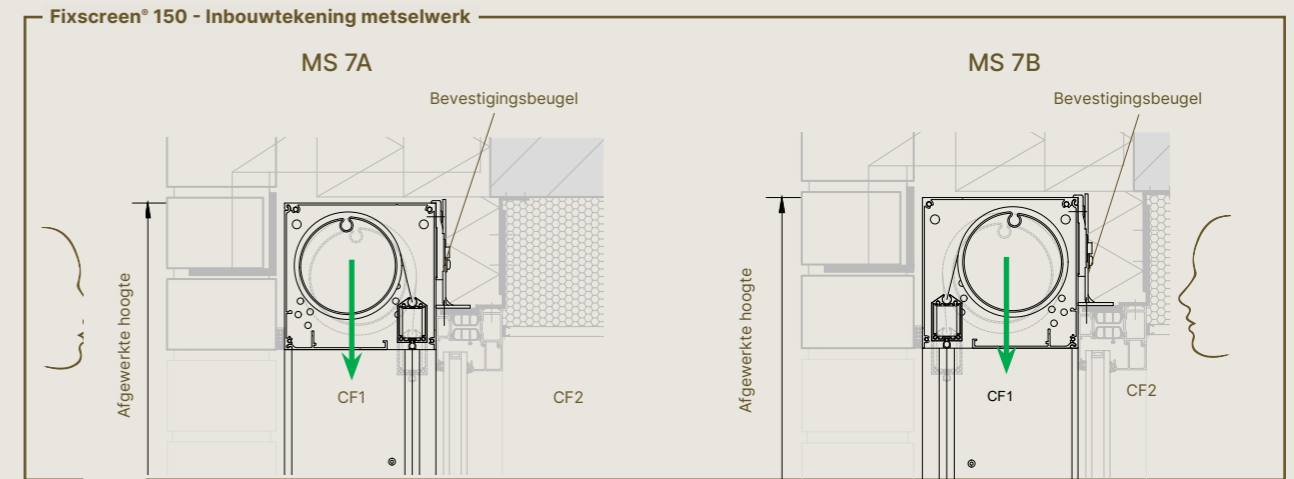 Fixscreen® 150 - Inbouwtekening metselwerk
MS 7A
Bevestigingsbeugel
Afgewerkte hoogte
CF1
CF2
MS 7B
Bevestigingsbeugel
Afgewerkte hoogte
CF1
CF2